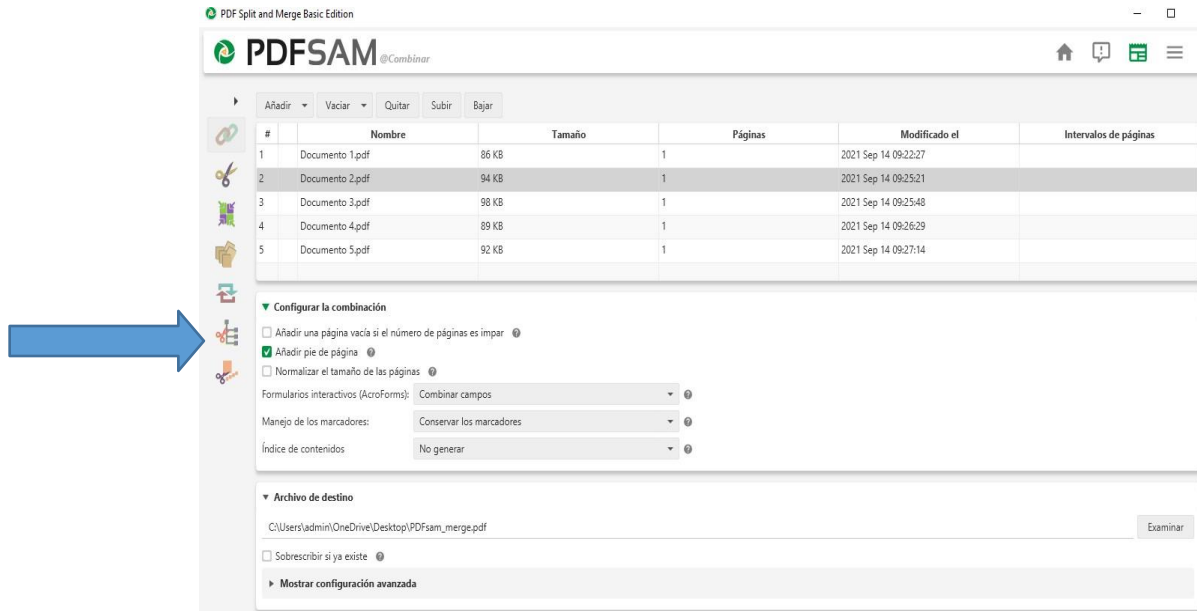 PDF Split and Merge Basic Edition
PDFSAM @Combinar
Añadir Vaciar Quitar Subir Bajar
# Nombre Tamaño Páginas Modificado el Intervalos de páginas
1 Documento 1.pdf 86 KB 1 2021 Sep 14 09:22:27
2 Documento 2.pdf 94 KB 1 2021 Sep 14 09:25:21
3 Documento 3.pdf 98 KB 1 2021 Sep 14 09:25:48
4 Documento 4.pdf 89 KB 1 2021 Sep 14 09:26:29
5 Documento 5.pdf 92 KB 1 2021 Sep 14 09:27:14
Configurar la combinación
Añadir una página vacía si el número de páginas es impar
Añadir pie de página
Normalizar el tamaño de las páginas
Formularios interactivos (AcroForms): Combinar campos
Manejo de los marcadores: Conservar los marcadores
Índice de contenidos No generar
Archivo de destino
C:\Users\admin\OneDrive\Desktop\PDFsam_merge.pdf Examinar
Sobrescribir si ya existe
Mostrar configuración avanzada